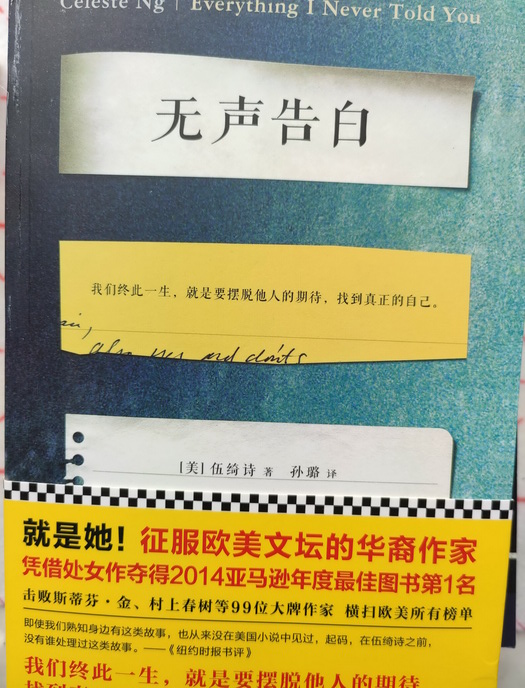 Celeste Ng | Everything I Never Told You
无声告白
我们终此一生，就是要摆脱他人的期待，找到真正的自己。
and don'ts
[美] 伍绮诗 著 孙璐 译
就是她！征服欧美文坛的华裔作家
凭借处女作夺得2014亚马逊年度最佳图书第1名
击败斯蒂芬·金、村上春树等99位大牌作家 横扫欧美所有榜单
即使我们熟知身边有这类故事，也从来没在美国小说中见过，起码，在伍绮诗之前，
没有谁处理过这类故事。——《纽约时报书评》
我们终此一生，就是要摆脱他人的期待